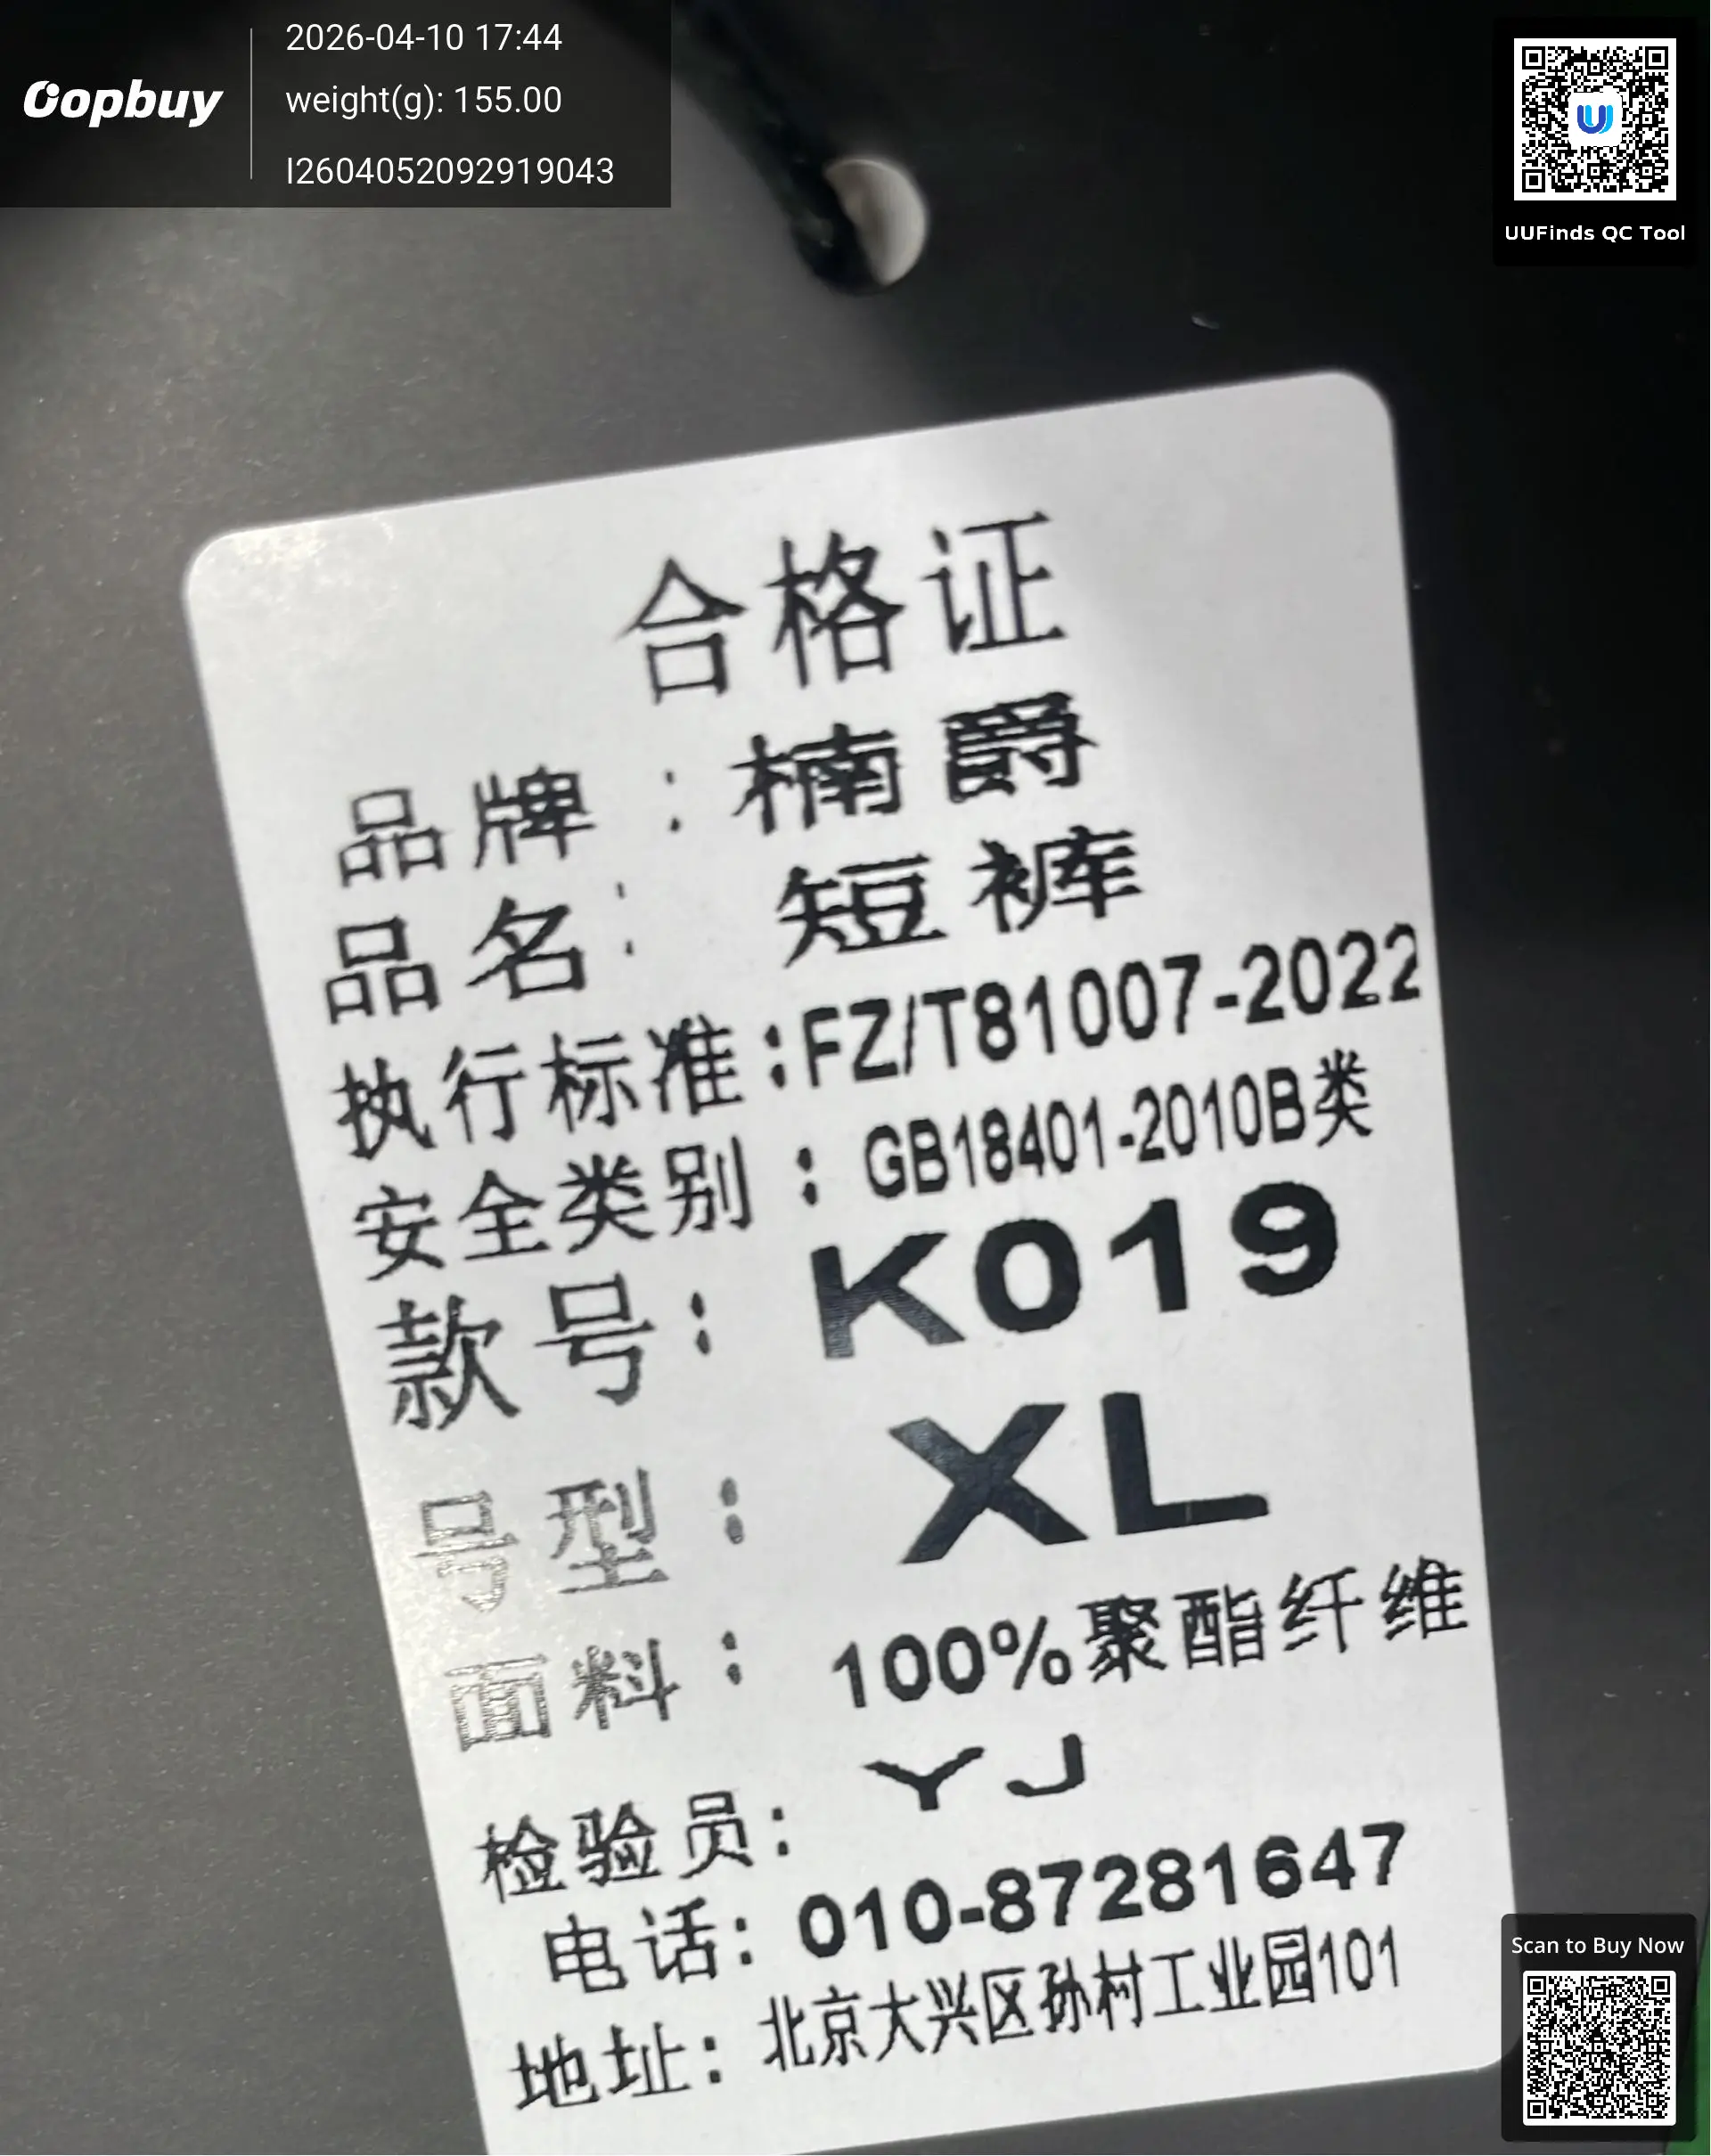 Oopbuy
2026-04-10 17:44
weight(g): 155.00
I2604052092919043
UUFinds QC Tool
合格证
品牌：楠爵
品名：短裤
执行标准：FZ/T81007-2022
安全类别：GB18401-2010B类
款号：K019
号型：XL
面料：100%聚酯纤维
检验员：YJ
电话：010-87281647
地址：北京大兴区孙村工业园101
Scan to Buy Now